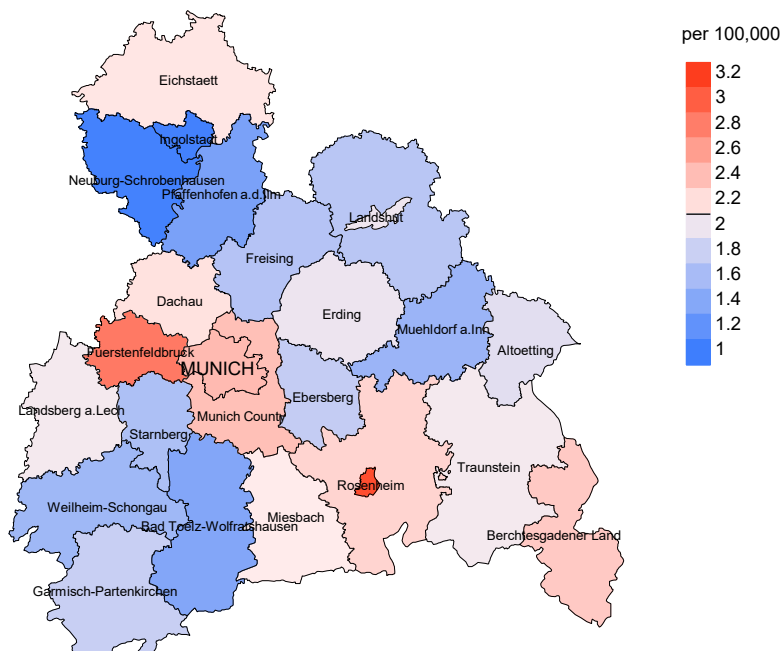 per 100,000
3.2
3
2.8
2.6
2.4
2.2
2
1.8
1.6
1.4
1.2
1
Eichstaett
Ingolstadt
Neuburg-Schrobenhausen
Pfaffenhofen a.d.Ilm
Landshut
Freising
Dachau
Erding
Muehldorf a.Inn
Altoetting
Fuerstenfeldbruck
MUNICH
Ebersberg
Landsberg a.Lech
Munich County
Starnberg
Traunstein
Rosenheim
Weilheim-Schongau
Miesbach
Bad Toelz-Wolfratshausen
Berchtesgadener Land
Garmisch-Partenkirchen